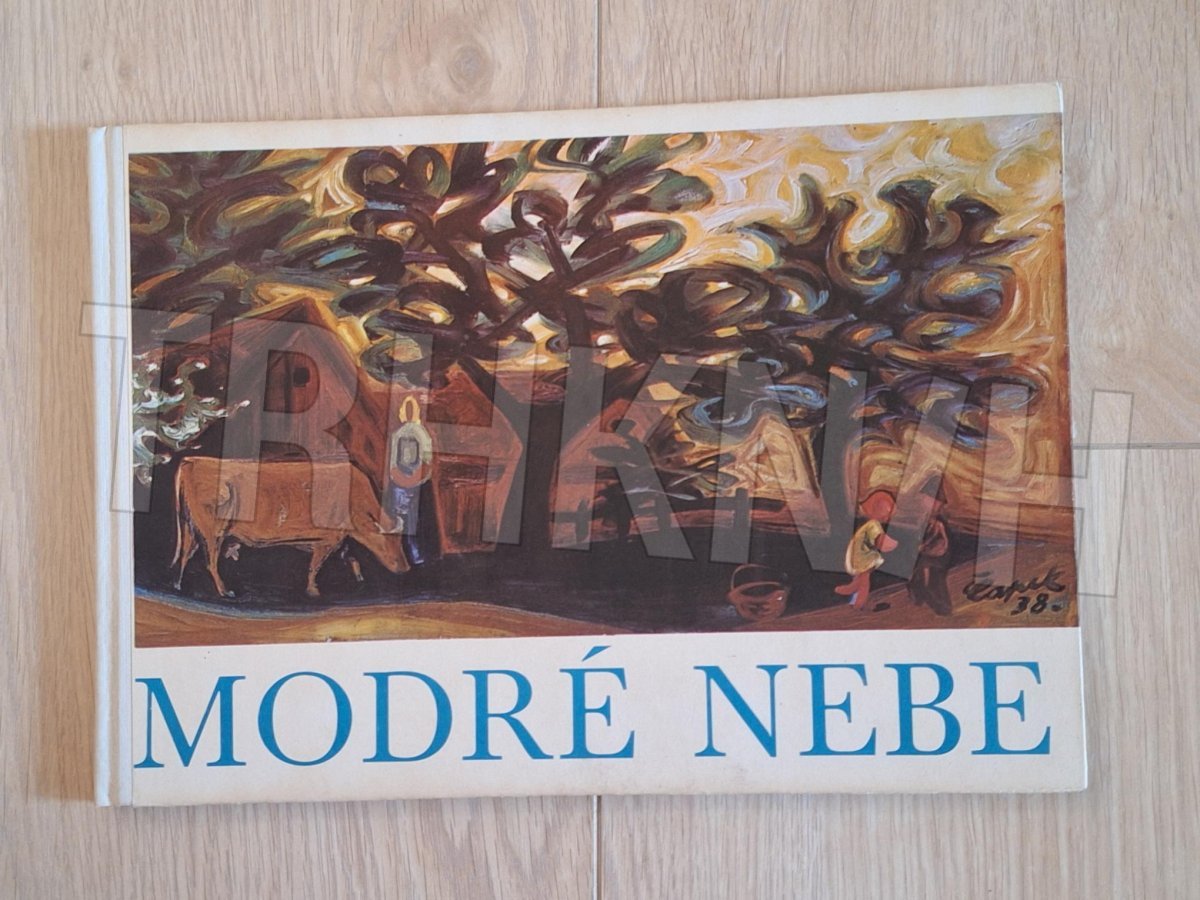 TRHKNIH
Čapek
38.
MODRÉ NEBE